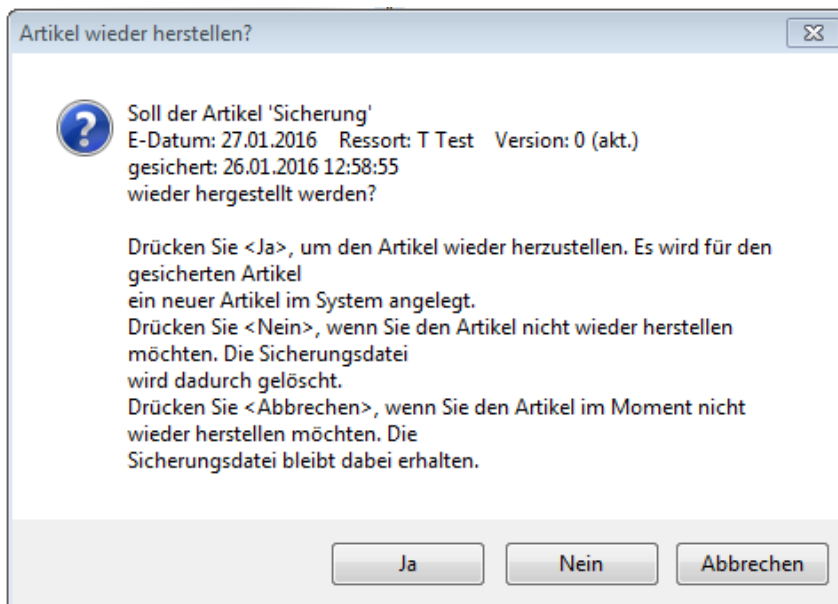 Artikel wieder herstellen?
Soll der Artikel 'Sicherung'
E-Datum: 27.01.2016 Ressort: T Test Version: 0 (akt.)
gesichert: 26.01.2016 12:58:55
wieder hergestellt werden?
Drücken Sie <Ja>, um den Artikel wieder herzustellen. Es wird für den
gesicherten Artikel
ein neuer Artikel im System angelegt.
Drücken Sie <Nein>, wenn Sie den Artikel nicht wieder herstellen
möchten. Die Sicherungsdatei
wird dadurch gelöscht.
Drücken Sie <Abbrechen>, wenn Sie den Artikel im Moment nicht
wieder herstellen möchten. Die
Sicherungsdatei bleibt dabei erhalten.
Ja Nein Abbrechen